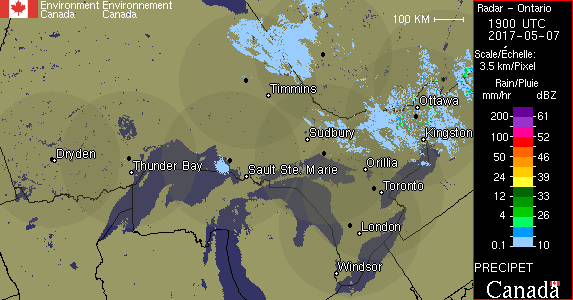 Environment Environnement
Canada Canada
100 KM
Timmins
Ottawa
Sudbury
Kingston
Dryden
Thunder Bay
Sault Ste. Marie
Orillia
Toronto
London
Windsor
Radar - Ontario
1900 UTC
2017-05-07
Scale/Échelle:
3.5 km/Pixel
Rain/Pluie
mm/hr dBZ
200 61
100 52
50 46
24 39
12 33
4 26
0.1 10
PRECIPET
Canada